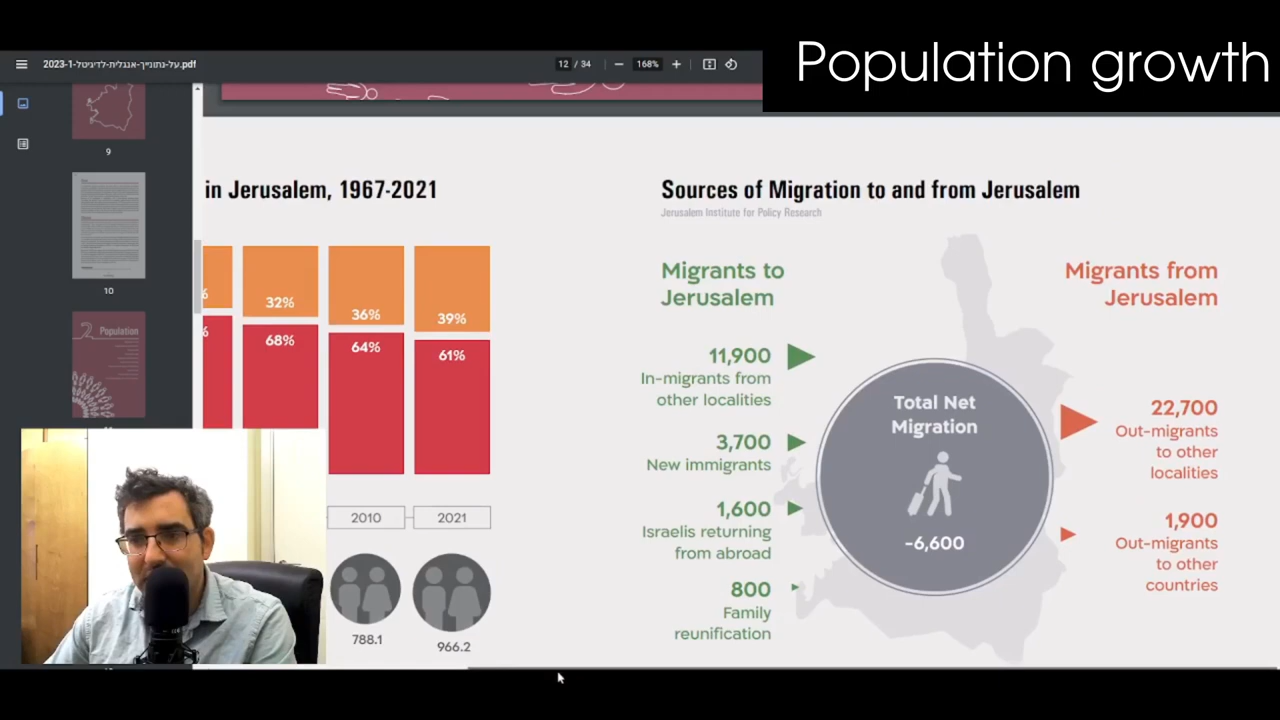 Population growth
2023-1-על-נתונייך-אנגלית-לדיגיטל.pdf
12 / 34
168%
9
10
2 Population
in Jerusalem, 1967-2021
32%
36%
39%
68%
64%
61%
2010
2021
788.1
966.2
Sources of Migration to and from Jerusalem
Jerusalem Institute for Policy Research
Migrants to
Jerusalem
11,900
In-migrants from
other localities
3,700
New immigrants
1,600
Israelis returning
from abroad
800
Family
reunification
Total Net
Migration
-6,600
Migrants from
Jerusalem
22,700
Out-migrants
to other
localities
1,900
Out-migrants
to other
countries